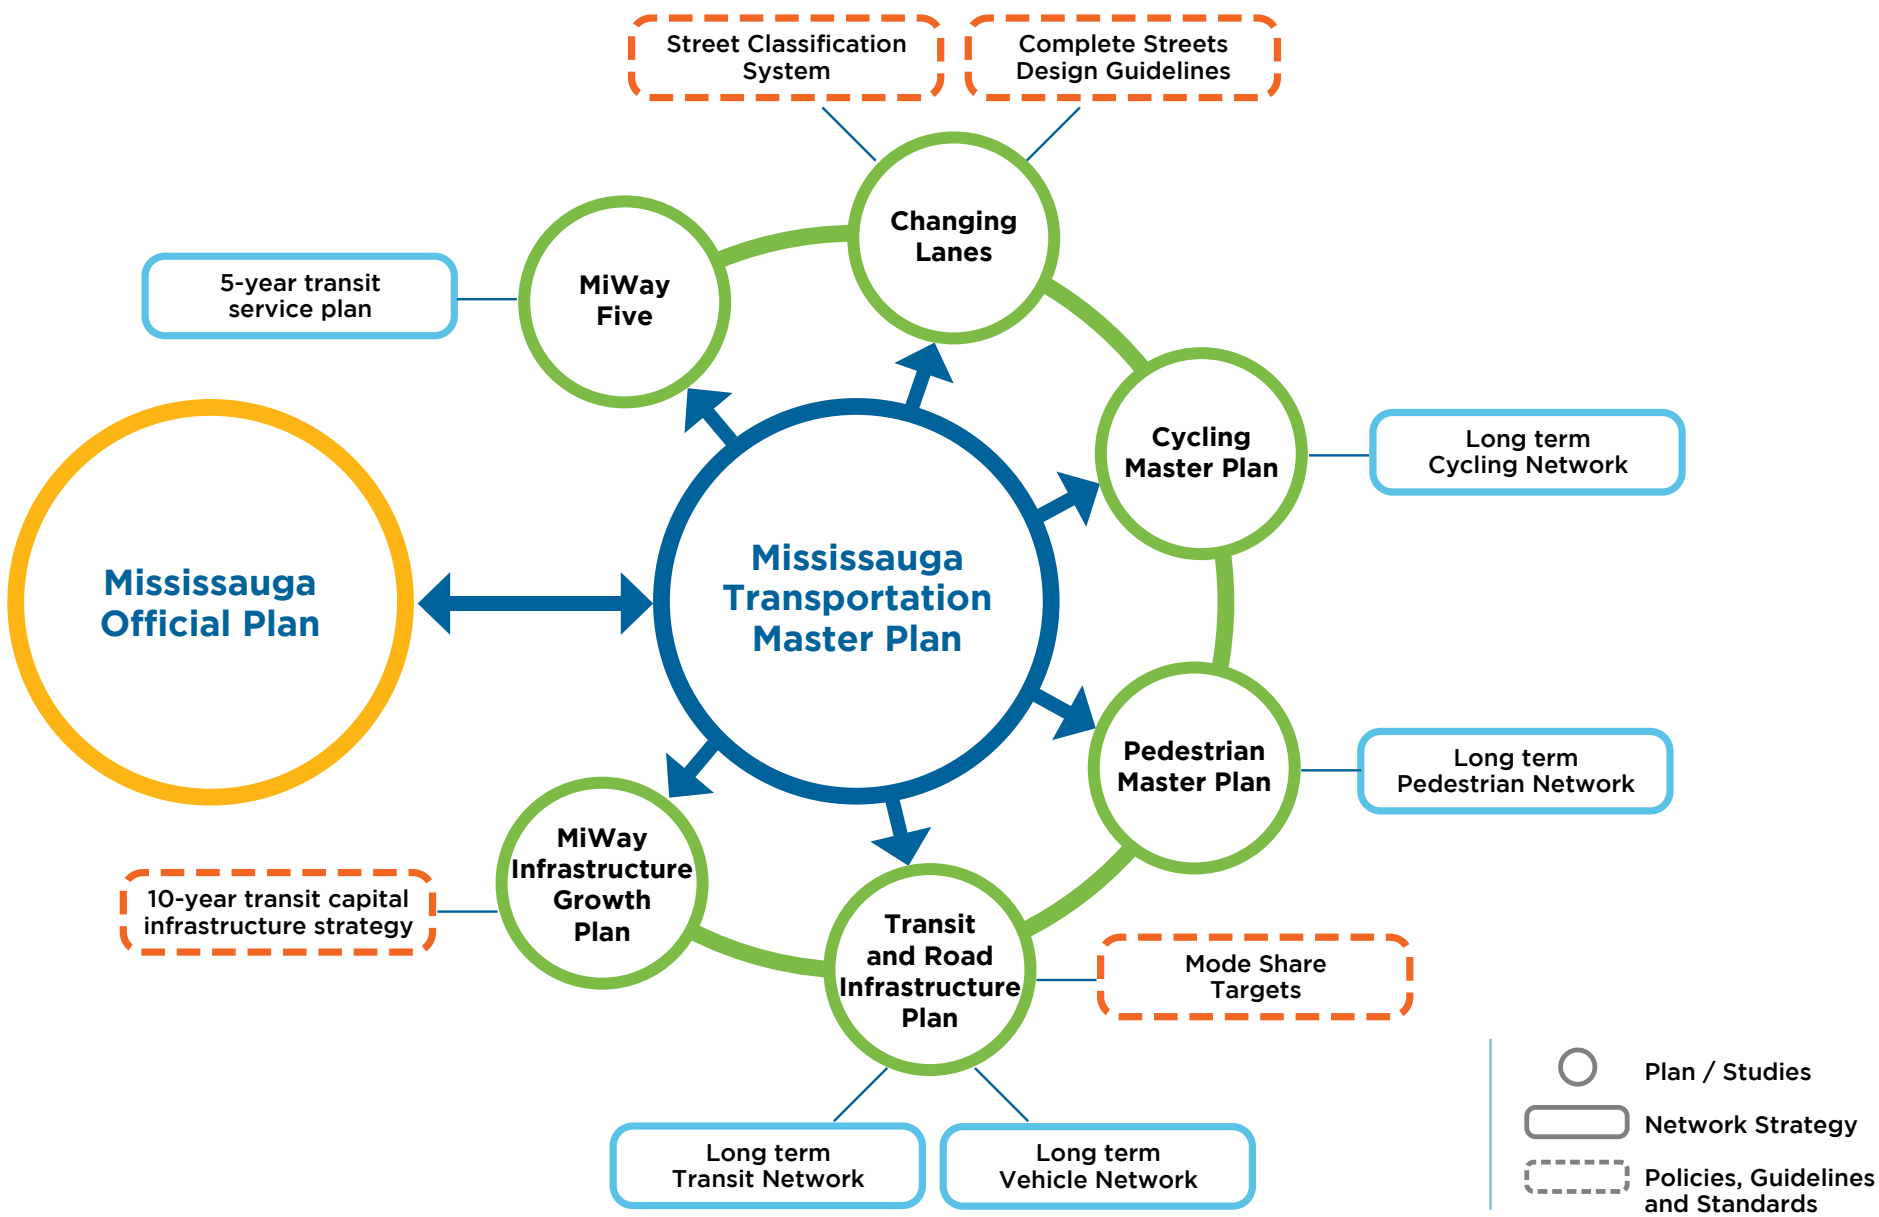 Street Classification
System
Complete Streets
Design Guidelines
Changing
Lanes
MiWay
Five
5-year transit
service plan
Cycling
Master Plan
Long term
Cycling Network
Mississauga
Official Plan
Mississauga
Transportation
Master Plan
Pedestrian
Master Plan
Long term
Pedestrian Network
MiWay
Infrastructure
Growth
Plan
10-year transit capital
infrastructure strategy
Transit
and Road
Infrastructure
Plan
Mode Share
Targets
Long term
Transit Network
Long term
Vehicle Network
Plan / Studies
Network Strategy
Policies, Guidelines
and Standards